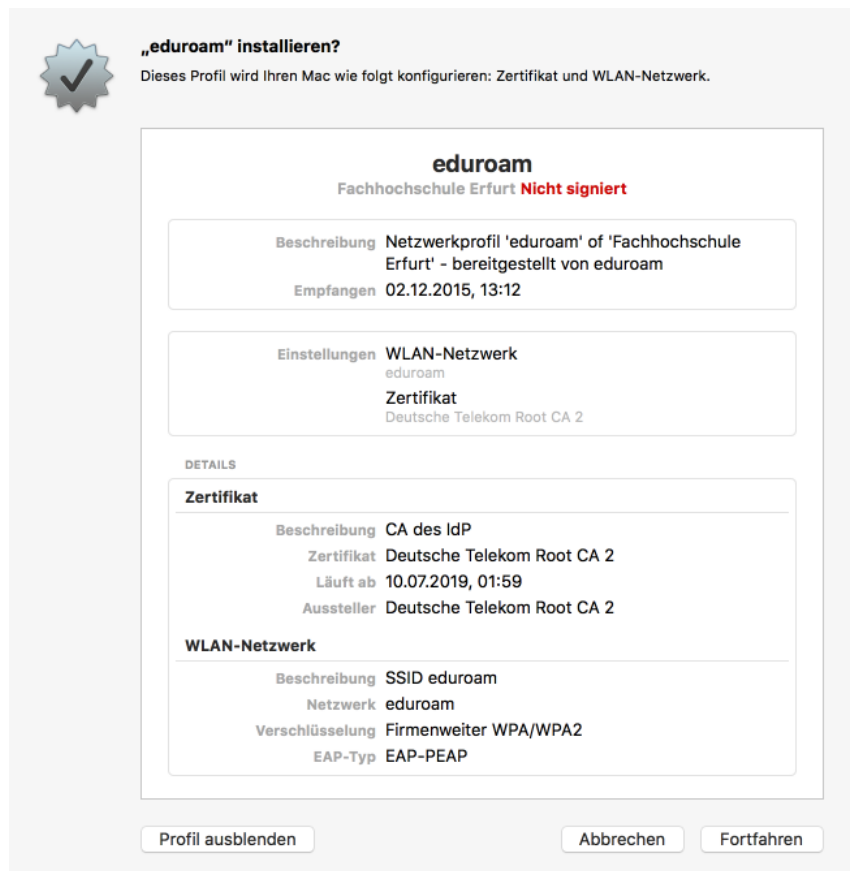 „eduroam“ installieren?
Dieses Profil wird Ihren Mac wie folgt konfigurieren: Zertifikat und WLAN-Netzwerk.
eduroam
Fachhochschule Erfurt Nicht signiert
Beschreibung Netzwerkprofil 'eduroam' of 'Fachhochschule
Erfurt' - bereitgestellt von eduroam
Empfangen 02.12.2015, 13:12
Einstellungen WLAN-Netzwerk
eduroam
Zertifikat
Deutsche Telekom Root CA 2
DETAILS
Zertifikat
Beschreibung CA des IdP
Zertifikat Deutsche Telekom Root CA 2
Läuft ab 10.07.2019, 01:59
Aussteller Deutsche Telekom Root CA 2
WLAN-Netzwerk
Beschreibung SSID eduroam
Netzwerk eduroam
Verschlüsselung Firmenweiter WPA/WPA2
EAP-Typ EAP-PEAP
Profil ausblenden Abbrechen Fortfahren